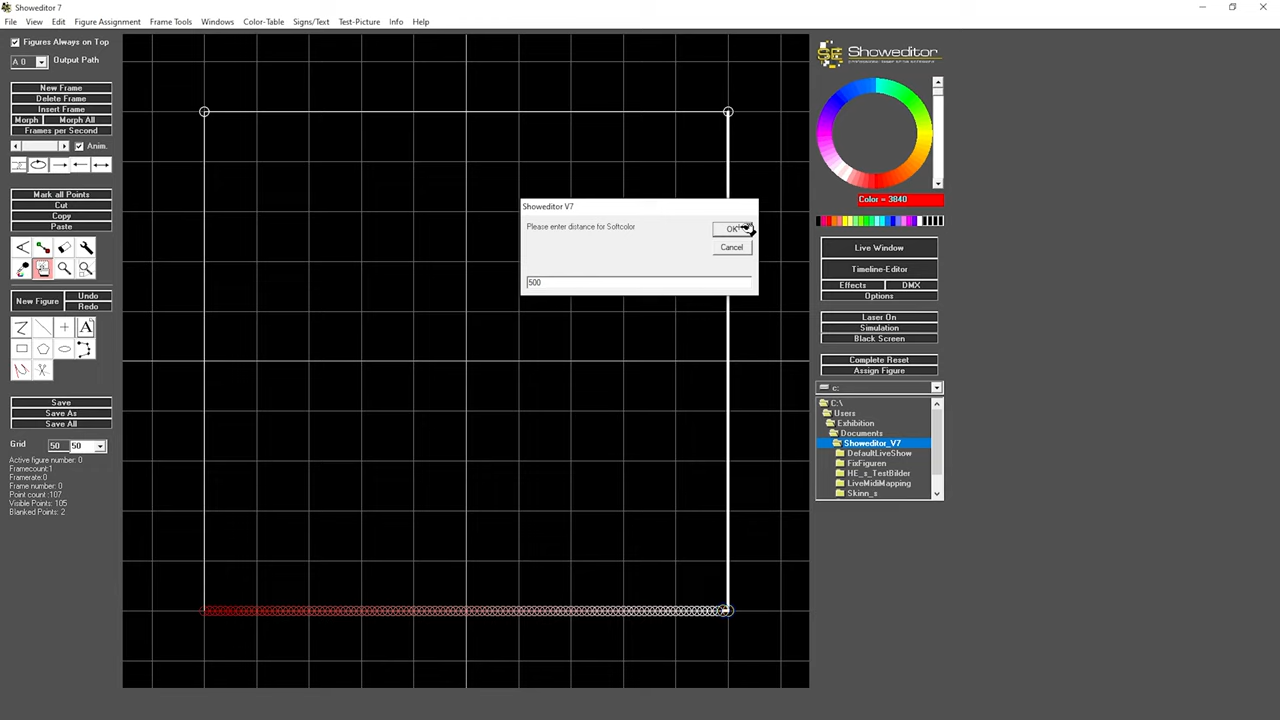 Showeditor 7
File View Edit Figure Assignment Frame Tools Windows Color-Table Signs/Text Test-Picture Info Help
Figures Always on Top
A 0 Output Path
New Frame
Delete Frame
Insert Frame
Morph Morph All
Frames per Second
Anim.
Mark all Points
Cut
Copy
Paste
New Figure Undo
Redo
A
Save
Save As
Save All
Grid 50 50
Active figure number: 0
Framecount:1
Framerate:0
Frame number: 0
Point count :107
Visible Points: 105
Blanked Points: 2
Showeditor V7
Please enter distance for Softcolor
OK
Cancel
500
SE Showeditor
Color = 3840
Live Window
Timeline-Editor
Effects DMX
Options
Laser On
Simulation
Black Screen
Complete Reset
Assign Figure
c:
C:\
Users
Exhibition
Documents
Showeditor_V7
DefaultLiveShow
FixFiguren
HE_s_TestBilder
LiveMidiMapping
Skinn_s